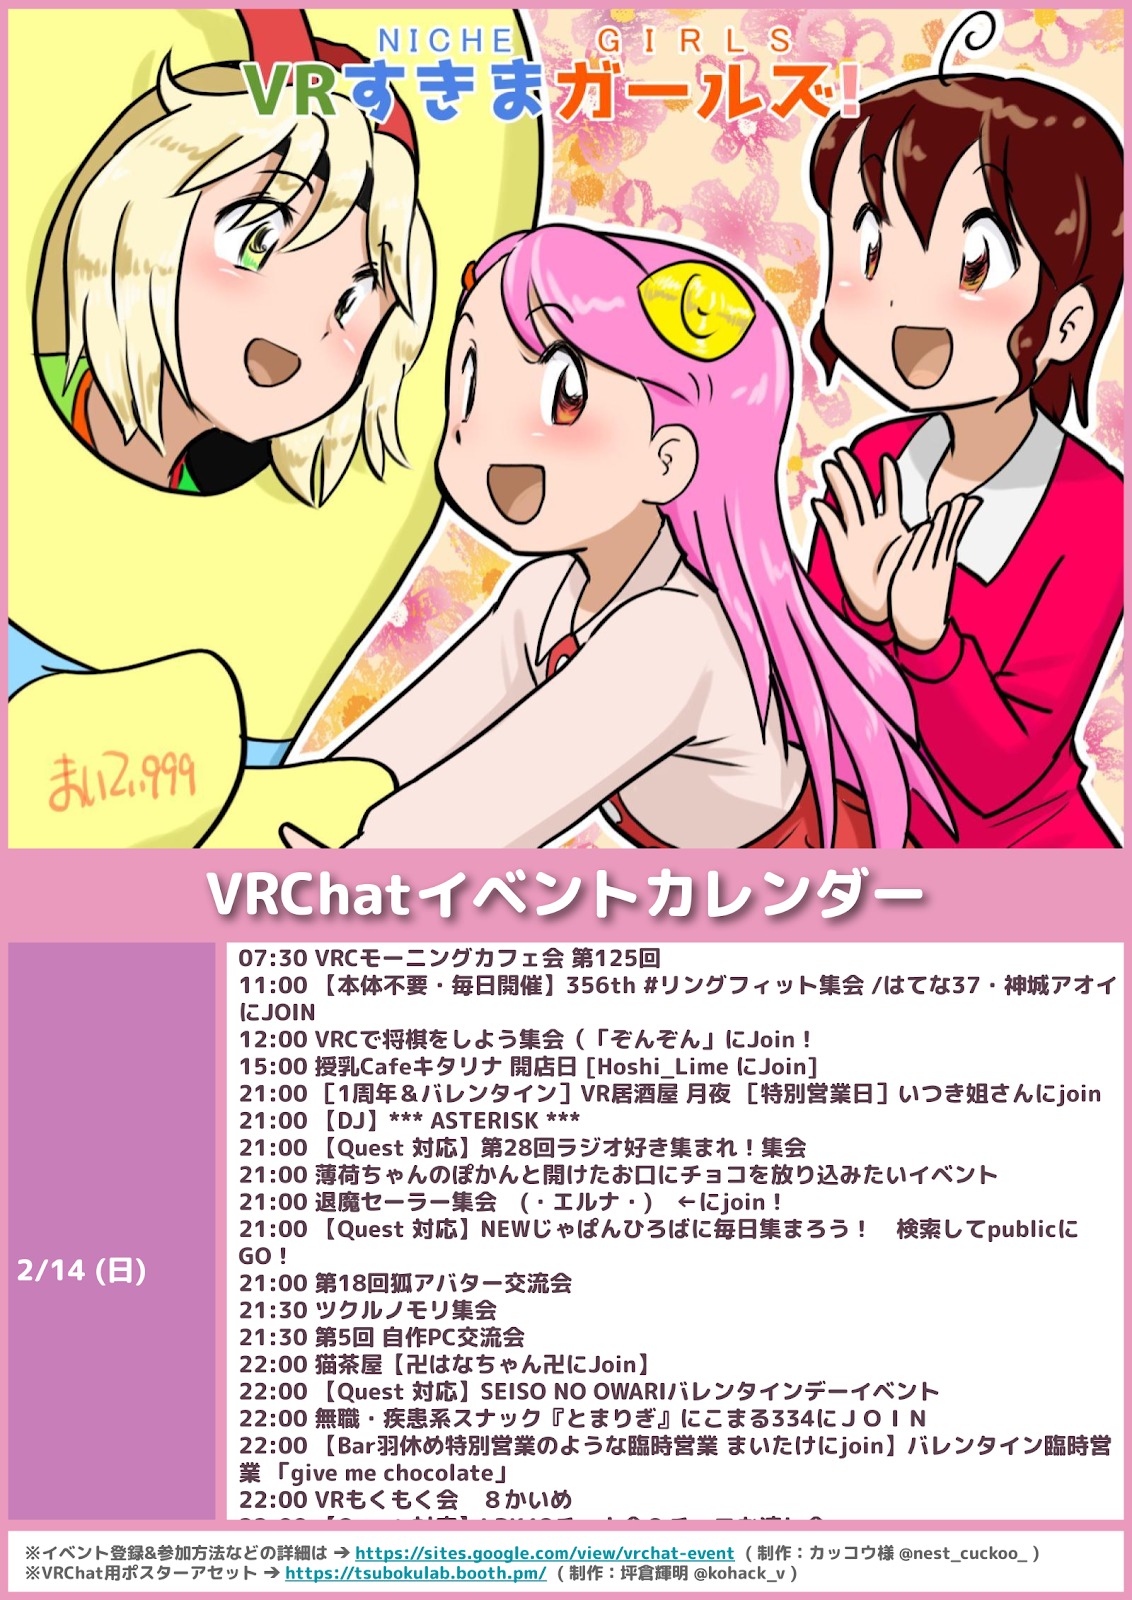 NICHE GIRLS
VRすきまガールズ!
まいてい999
VRChatイベントカレンダー
2/14 (日)
07:30 VRCモーニングカフェ会 第125回
11:00 【本体不要・毎日開催】356th #リングフィット集会 /はてな37・神城アオイ
にJOIN
12:00 VRCで将棋をしよう集会（「ぞんぞん」にJoin！
15:00 授乳Cafeキタリナ 開店日 [Hoshi_Lime にJoin]
21:00 ［1周年＆バレンタイン］VR居酒屋 月夜 ［特別営業日］いつき姐さんにjoin
21:00 【DJ】*** ASTERISK ***
21:00 【Quest 対応】第28回ラジオ好き集まれ！集会
21:00 薄荷ちゃんのぽかんと開けたお口にチョコを放り込みたいイベント
21:00 退魔セーラー集会　(・エルナ・)　←にjoin！
21:00 【Quest 対応】NEWじゃぱんひろばに毎日集まろう！　検索してpublicに
GO！
21:00 第18回狐アバター交流会
21:30 ツクルノモリ集会
21:30 第5回 自作PC交流会
22:00 猫茶屋【卍はなちゃん卍にJoin】
22:00 【Quest 対応】SEISO NO OWARIバレンタインデーイベント
22:00 無職・疾患系スナック『とまりぎ』にこまる334にＪＯＩＮ
22:00 【Bar羽休め特別営業のような臨時営業 まいたけにjoin】バレンタイン臨時営
業 「give me chocolate」
22:00 VRもくもく会　８かいめ
※イベント登録&参加方法などの詳細は → https://sites.google.com/view/vrchat-event ( 制作：カッコウ様 @nest_cuckoo_ )
※VRChat用ポスターアセット → https://tsubokulab.booth.pm/ ( 制作：坪倉輝明 @kohack_v )